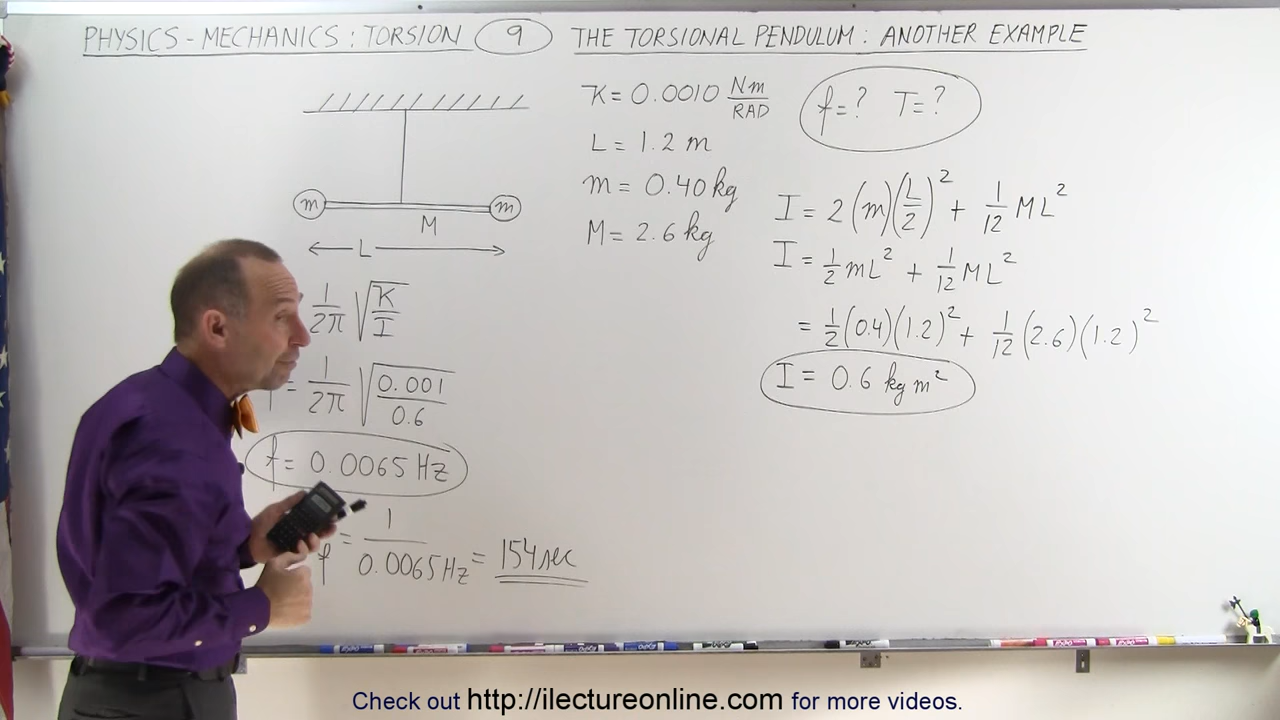 PHYSICS - MECHANICS : TORSION 9 THE TORSIONAL PENDULUM : ANOTHER EXAMPLE
K = 0.0010 Nm/RAD
L = 1.2 m
m = 0.40 kg
M = 2.6 kg
f = ? T = ?
m M m
L
I = 2(m)(L/2)² + 1/12 ML²
I = 1/2 mL² + 1/12 ML²
= 1/2 (0.4)(1.2)² + 1/12 (2.6)(1.2)²
I = 0.6 kg m²
1/2π √(K/I)
= 1/2π √(0.001/0.6)
f = 0.0065 Hz
f = 1/0.0065 Hz = 154 sec
Check out http://ilectureonline.com for more videos.